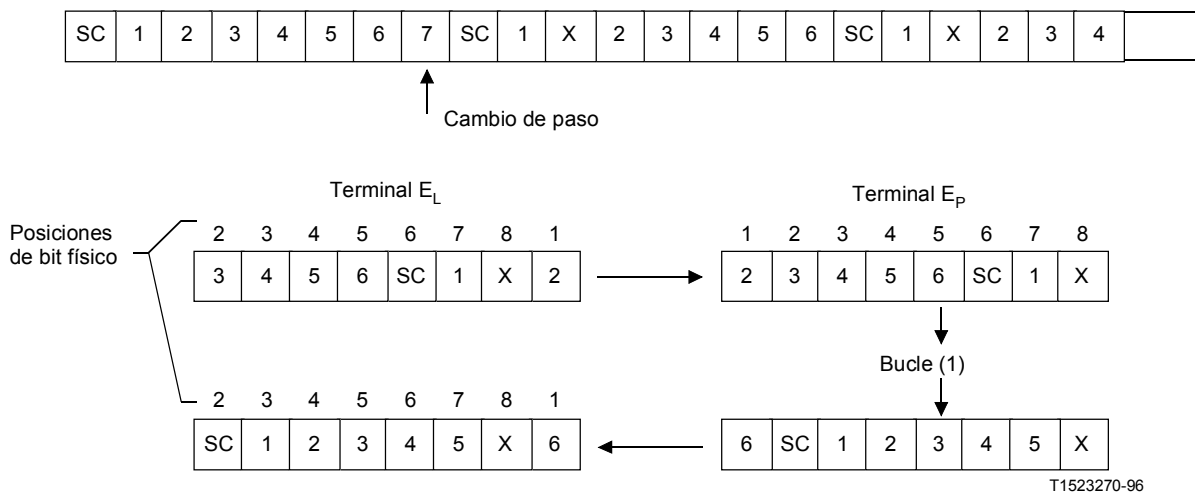 SC 1 2 3 4 5 6 7 SC 1 X 2 3 4 5 6 SC 1 X 2 3 4
Cambio de paso
Terminal E_L
Terminal E_P
Posiciones
de bit físico
2 3 4 5 6 7 8 1
1 2 3 4 5 6 7 8
3 4 5 6 SC 1 X 2
2 3 4 5 6 SC 1 X
Bucle (1)
2 3 4 5 6 7 8 1
SC 1 2 3 4 5 X 6
6 SC 1 2 3 4 5 X
T1523270-96